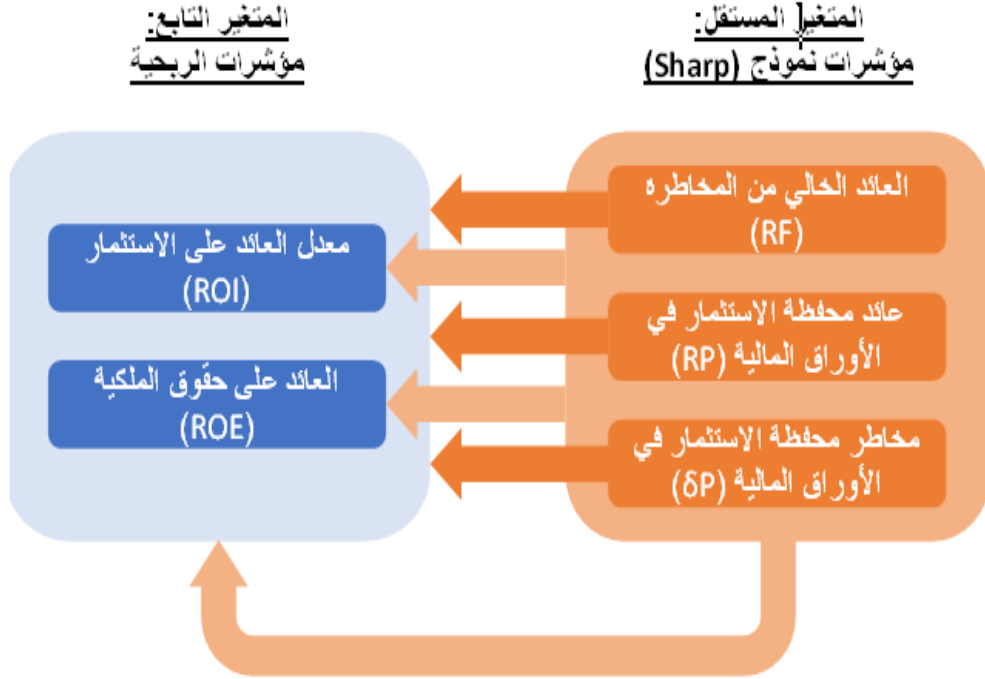 المتغير المستقل:
مؤشرات نموذج (Sharp)
العائد الخالي من المخاطره
(RF)
عائد محفظة الاستثمار في
الأوراق المالية (RP)
مخاطر محفظة الاستثمار في
الأوراق المالية (δP)
المتغير التابع:
مؤشرات الربحية
معدل العائد على الاستثمار
(ROI)
العائد على حقوق الملكية
(ROE)